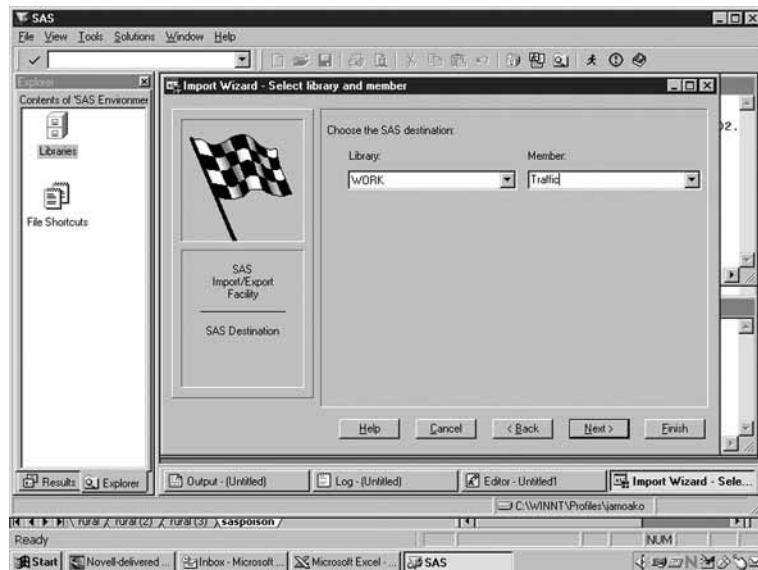 SAS
File View Tools Solutions Window Help
Explorer
Contents of 'SAS Environmer
Libraries
File Shortcuts
Import Wizard - Select library and member
Choose the SAS destination:
Library: Member:
WORK Traffic
SAS
Import/Export
Facility
SAS Destination
Help Cancel < Back Next > Finish
02.
Results Explorer Output - (Untitled) Log - (Untitled) Editor - Untitled1 Import Wizard - Sele...
C:\WINNT\Profiles\jamoako
rural rural (2) rural (3) saspoison
Ready NUM
Start Novell-delivered ... Inbox - Microsoft ... Microsoft Excel - ... SAS